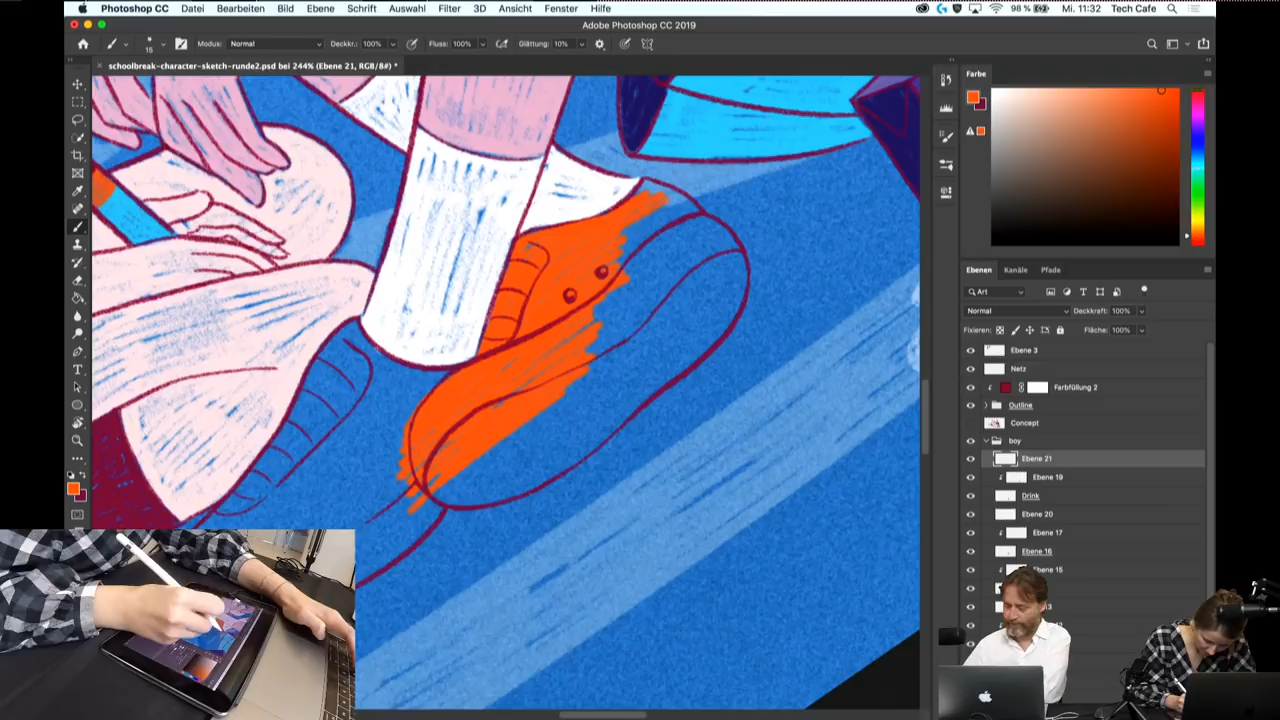 Photoshop CC Datei Bearbeiten Bild Ebene Schrift Auswahl Filter 3D Ansicht Fenster Hilfe 98 % Mi. 11:32 Tech Cafe
Adobe Photoshop CC 2019
15 Modus: Normal Deckkr.: 100% Fluss: 100% Glättung: 10%
× schoolbreak-character-sketch-runde2.psd bei 244% (Ebene 21, RGB/8#) *
Farbe
Ebenen Kanäle Pfade
Art
Normal Deckkraft: 100%
Fixieren: Fläche: 100%
Ebene 3
Netz
Farbfüllung 2
Outline
Concept
boy
Ebene 21
Ebene 19
Drink
Ebene 20
Ebene 17
Ebene 16
Ebene 15